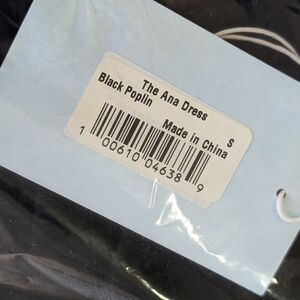 The Ana Dress
Black Poplin S
Made in China
1 00610 04638 9